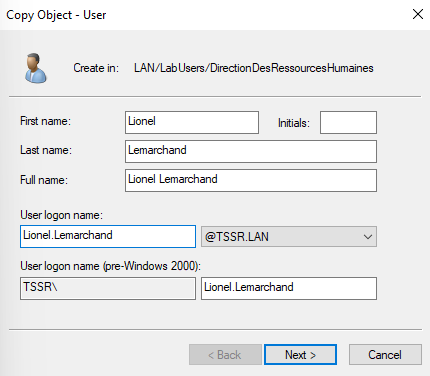 Copy Object - User
Create in: LAN/LabUsers/DirectionDesRessourcesHumaines
First name: Lionel Initials:
Last name: Lemarchand
Full name: Lionel Lemarchand
User logon name:
Lionel.Lemarchand @TSSR.LAN
User logon name (pre-Windows 2000):
TSSR\ Lionel.Lemarchand
< Back Next > Cancel